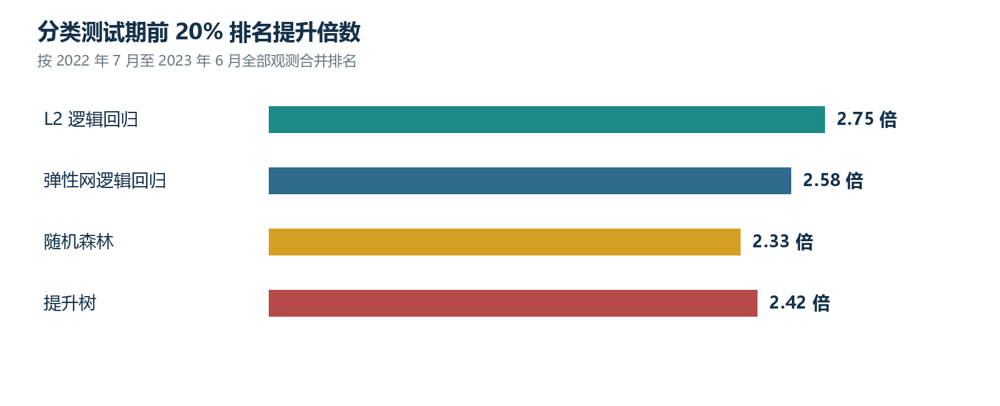 分类测试期前 20% 排名提升倍数
按 2022 年 7 月至 2023 年 6 月全部观测合并排名
L2 逻辑回归 2.75 倍
弹性网逻辑回归 2.58 倍
随机森林 2.33 倍
提升树 2.42 倍